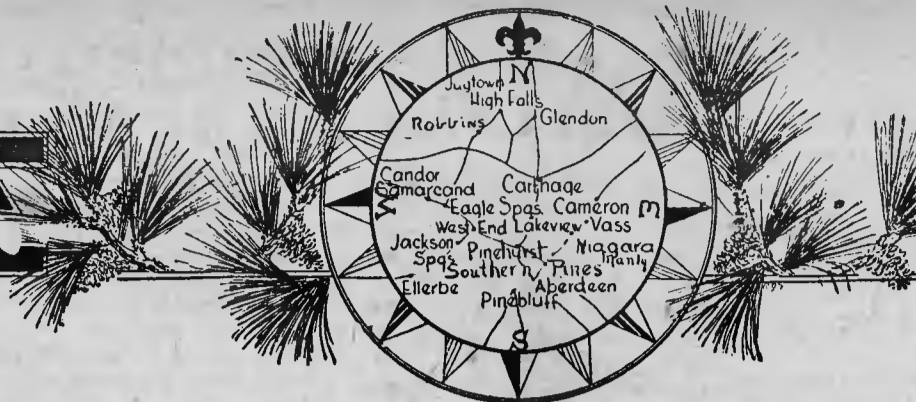 N
Jugtown
High Falls
Robbins Glendon
Candor
Samarcand Carthage
W Eagle Spgs. Cameron E
West End Lakeview Vass
Jackson Spgs. Pinehurst Niagara
Manly
Southern Pines
Ellerbe Aberdeen
Pinebluff
S